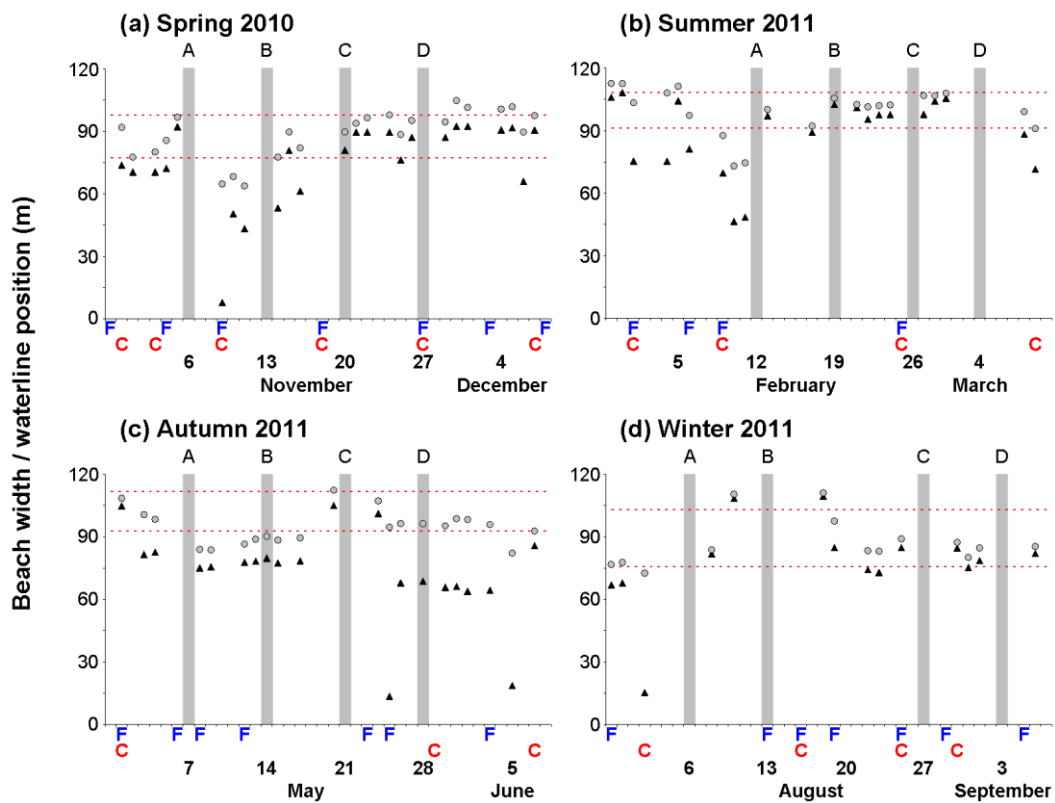 Beach width / waterline position (m)
(a) Spring 2010
A B C D
120
90
60
30
0
F F F F F F F
C C C C C C
6 13 20 27 4
November December
(b) Summer 2011
A B C D
120
90
60
30
0
F F F F
C C C C
5 12 19 26 4
February March
(c) Autumn 2011
A B C D
120
90
60
30
0
F F F F F F F
C C C
7 14 21 28 5
May June
(d) Winter 2011
A B C D
120
90
60
30
0
F F F F F F F
C C C C
6 13 20 27 3
August September